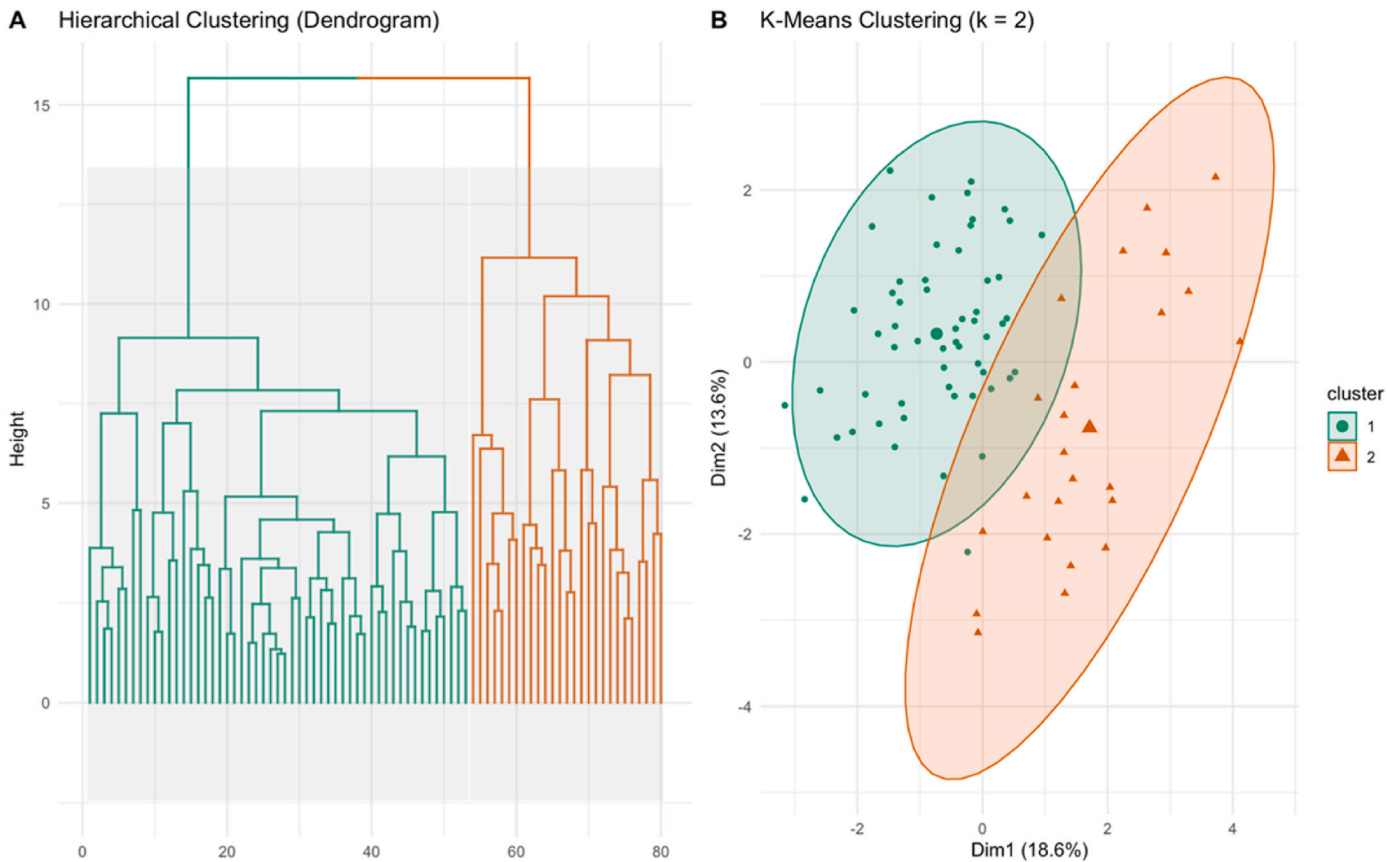 A Hierarchical Clustering (Dendrogram)
Height
15
10
5
0
0 20 40 60 80
B K-Means Clustering (k = 2)
Dim2 (13.6%)
2
0
-2
-4
-2 0 2 4
Dim1 (18.6%)
cluster
1
2